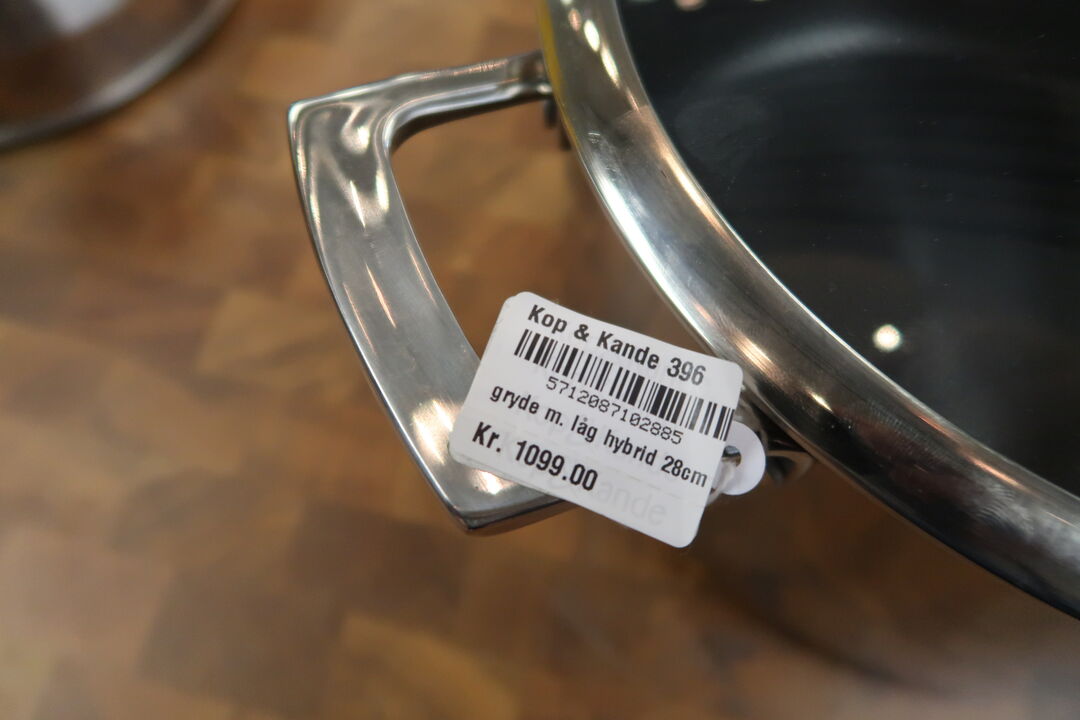 Kop & Kande 396
5712087102885
gryde m. låg hybrid 28cm
Kr. 1099.00